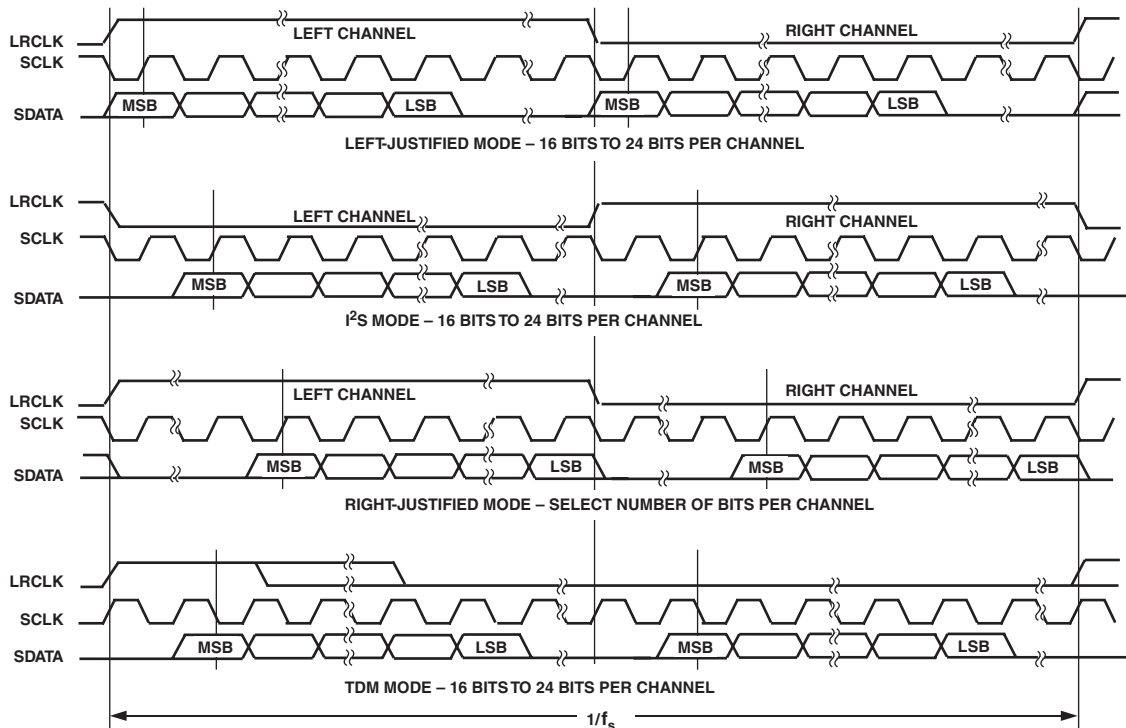 LRCLK LEFT CHANNEL RIGHT CHANNEL
SCLK
SDATA MSB LSB MSB LSB
LEFT-JUSTIFIED MODE – 16 BITS TO 24 BITS PER CHANNEL
LRCLK LEFT CHANNEL RIGHT CHANNEL
SCLK
SDATA MSB LSB MSB LSB
I²S MODE – 16 BITS TO 24 BITS PER CHANNEL
LRCLK LEFT CHANNEL RIGHT CHANNEL
SCLK
SDATA MSB LSB MSB LSB
RIGHT-JUSTIFIED MODE – SELECT NUMBER OF BITS PER CHANNEL
LRCLK
SCLK
SDATA MSB LSB MSB LSB
TDM MODE – 16 BITS TO 24 BITS PER CHANNEL
1/fs